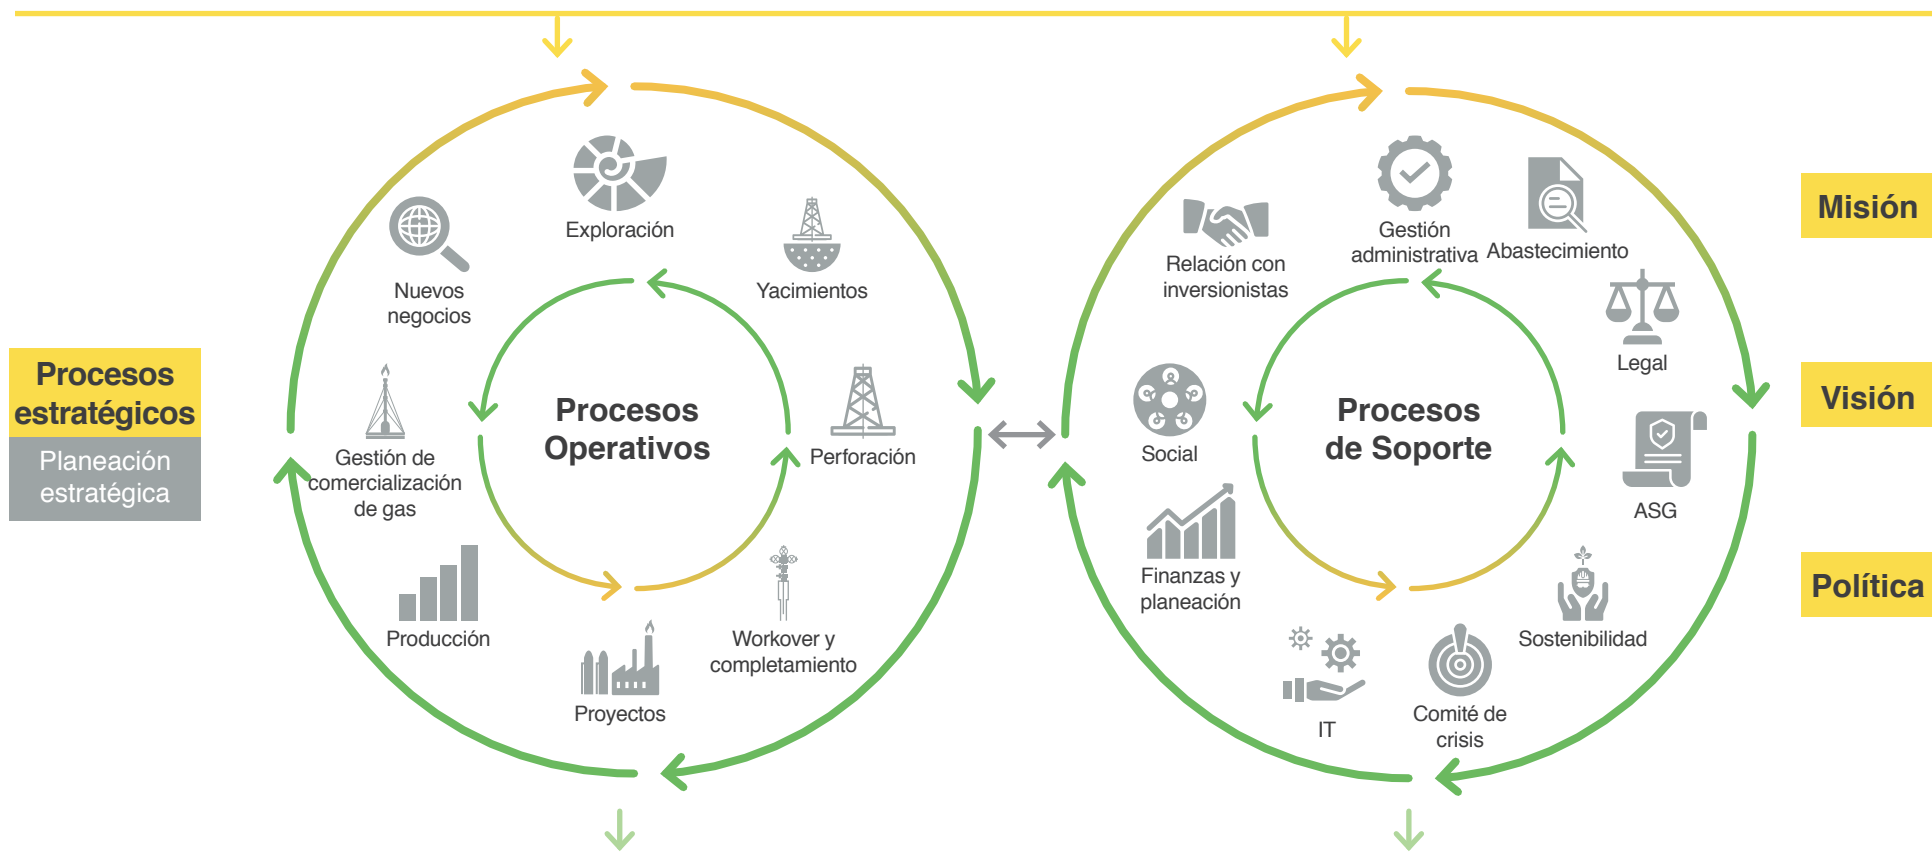 Procesos
estratégicos
Planeación
estratégica
Exploración
Nuevos
negocios
Yacimientos
Gestión de
comercialización
de gas
Procesos
Operativos
Perforación
Producción
Workover y
completamiento
Proyectos
Gestión
administrativa
Abastecimiento
Relación con
inversionistas
Legal
Social
Procesos
de Soporte
ASG
Finanzas y
planeación
Sostenibilidad
IT
Comité de
crisis
Misión
Visión
Política